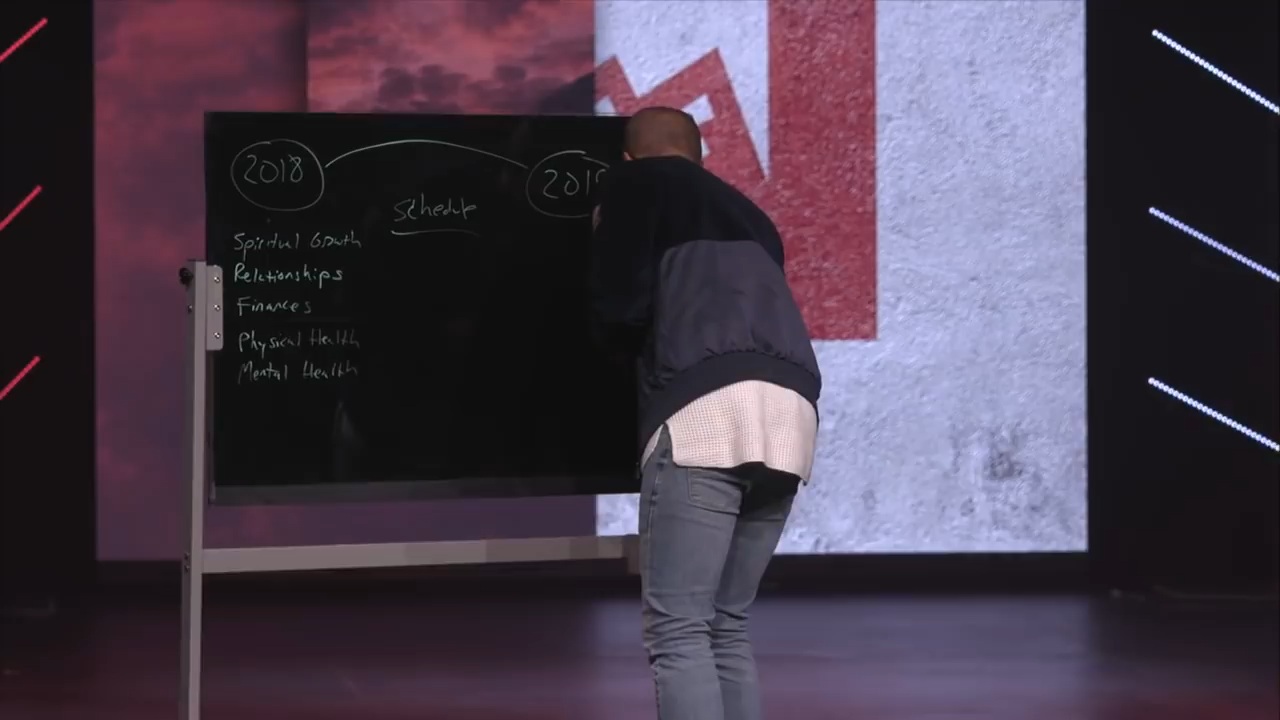 2018
Schedule
Spiritual Growth
Relationships
Finances
Physical Health
Mental Health